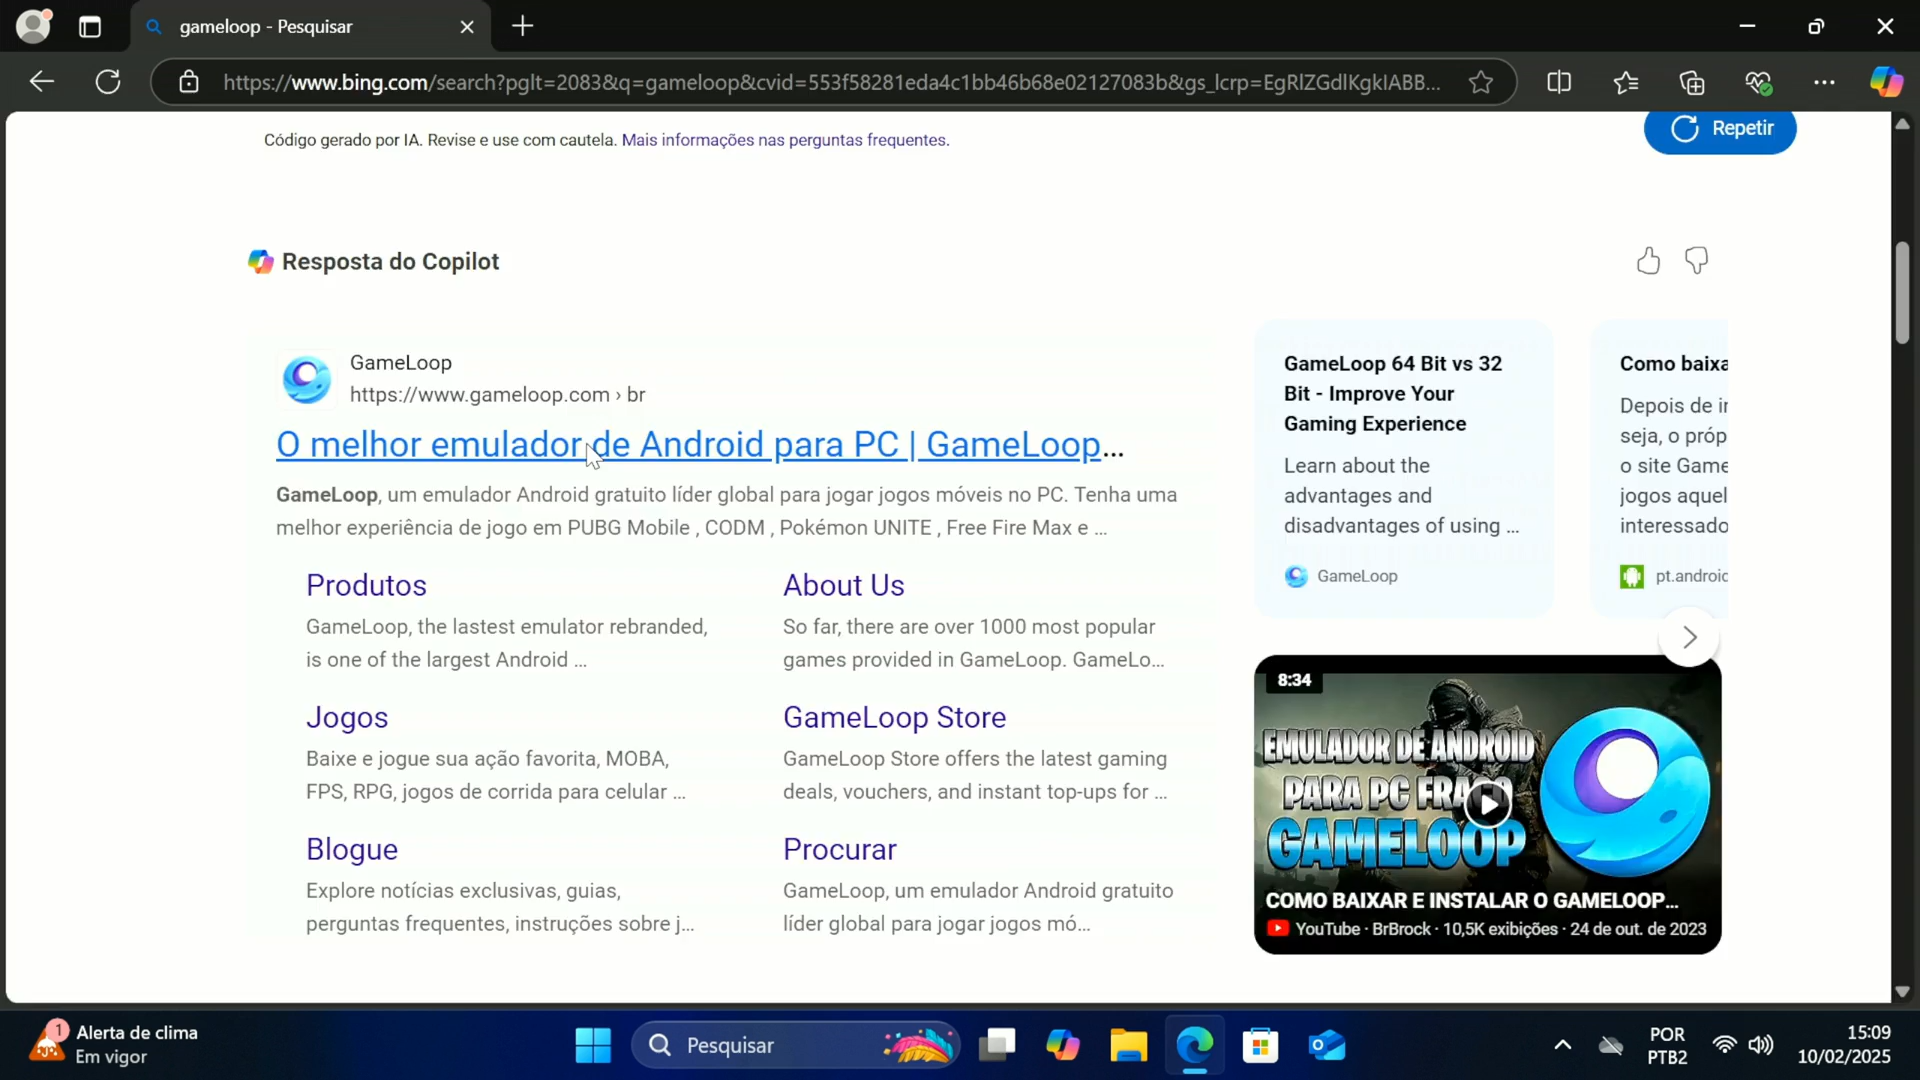 gameloop - Pesquisar
https://www.bing.com/search?pglt=2083&q=gameloop&cvid=553f58281eda4c1bb46b68e02127083b&gs_lcrp=EgRlZGdlKgkIABB...
Código gerado por IA. Revise e use com cautela. Mais informações nas perguntas frequentes.
Repetir
Resposta do Copilot
GameLoop
https://www.gameloop.com › br
O melhor emulador de Android para PC | GameLoop...
GameLoop, um emulador Android gratuito líder global para jogar jogos móveis no PC. Tenha uma
melhor experiência de jogo em PUBG Mobile , CODM , Pokémon UNITE , Free Fire Max e ...
Produtos
GameLoop, the lastest emulator rebranded,
is one of the largest Android ...
About Us
So far, there are over 1000 most popular
games provided in GameLoop. GameLo...
Jogos
Baixe e jogue sua ação favorita, MOBA,
FPS, RPG, jogos de corrida para celular ...
GameLoop Store
GameLoop Store offers the latest gaming
deals, vouchers, and instant top-ups for ...
Blogue
Explore notícias exclusivas, guias,
perguntas frequentes, instruções sobre j...
Procurar
GameLoop, um emulador Android gratuito
líder global para jogar jogos mó...
GameLoop 64 Bit vs 32
Bit - Improve Your
Gaming Experience
Learn about the
advantages and
disadvantages of using ...
GameLoop
Como baixa
Depois de in
seja, o próp
o site Game
jogos aquel
interessado
pt.androic
8:34
EMULADOR DE ANDROID
PARA PC FRACO
GAMELOOP
COMO BAIXAR E INSTALAR O GAMELOOP...
YouTube · BrBrock · 10,5K exibições · 24 de out. de 2023
1
Alerta de clima
Em vigor
Pesquisar
POR
PTB2
15:09
10/02/2025